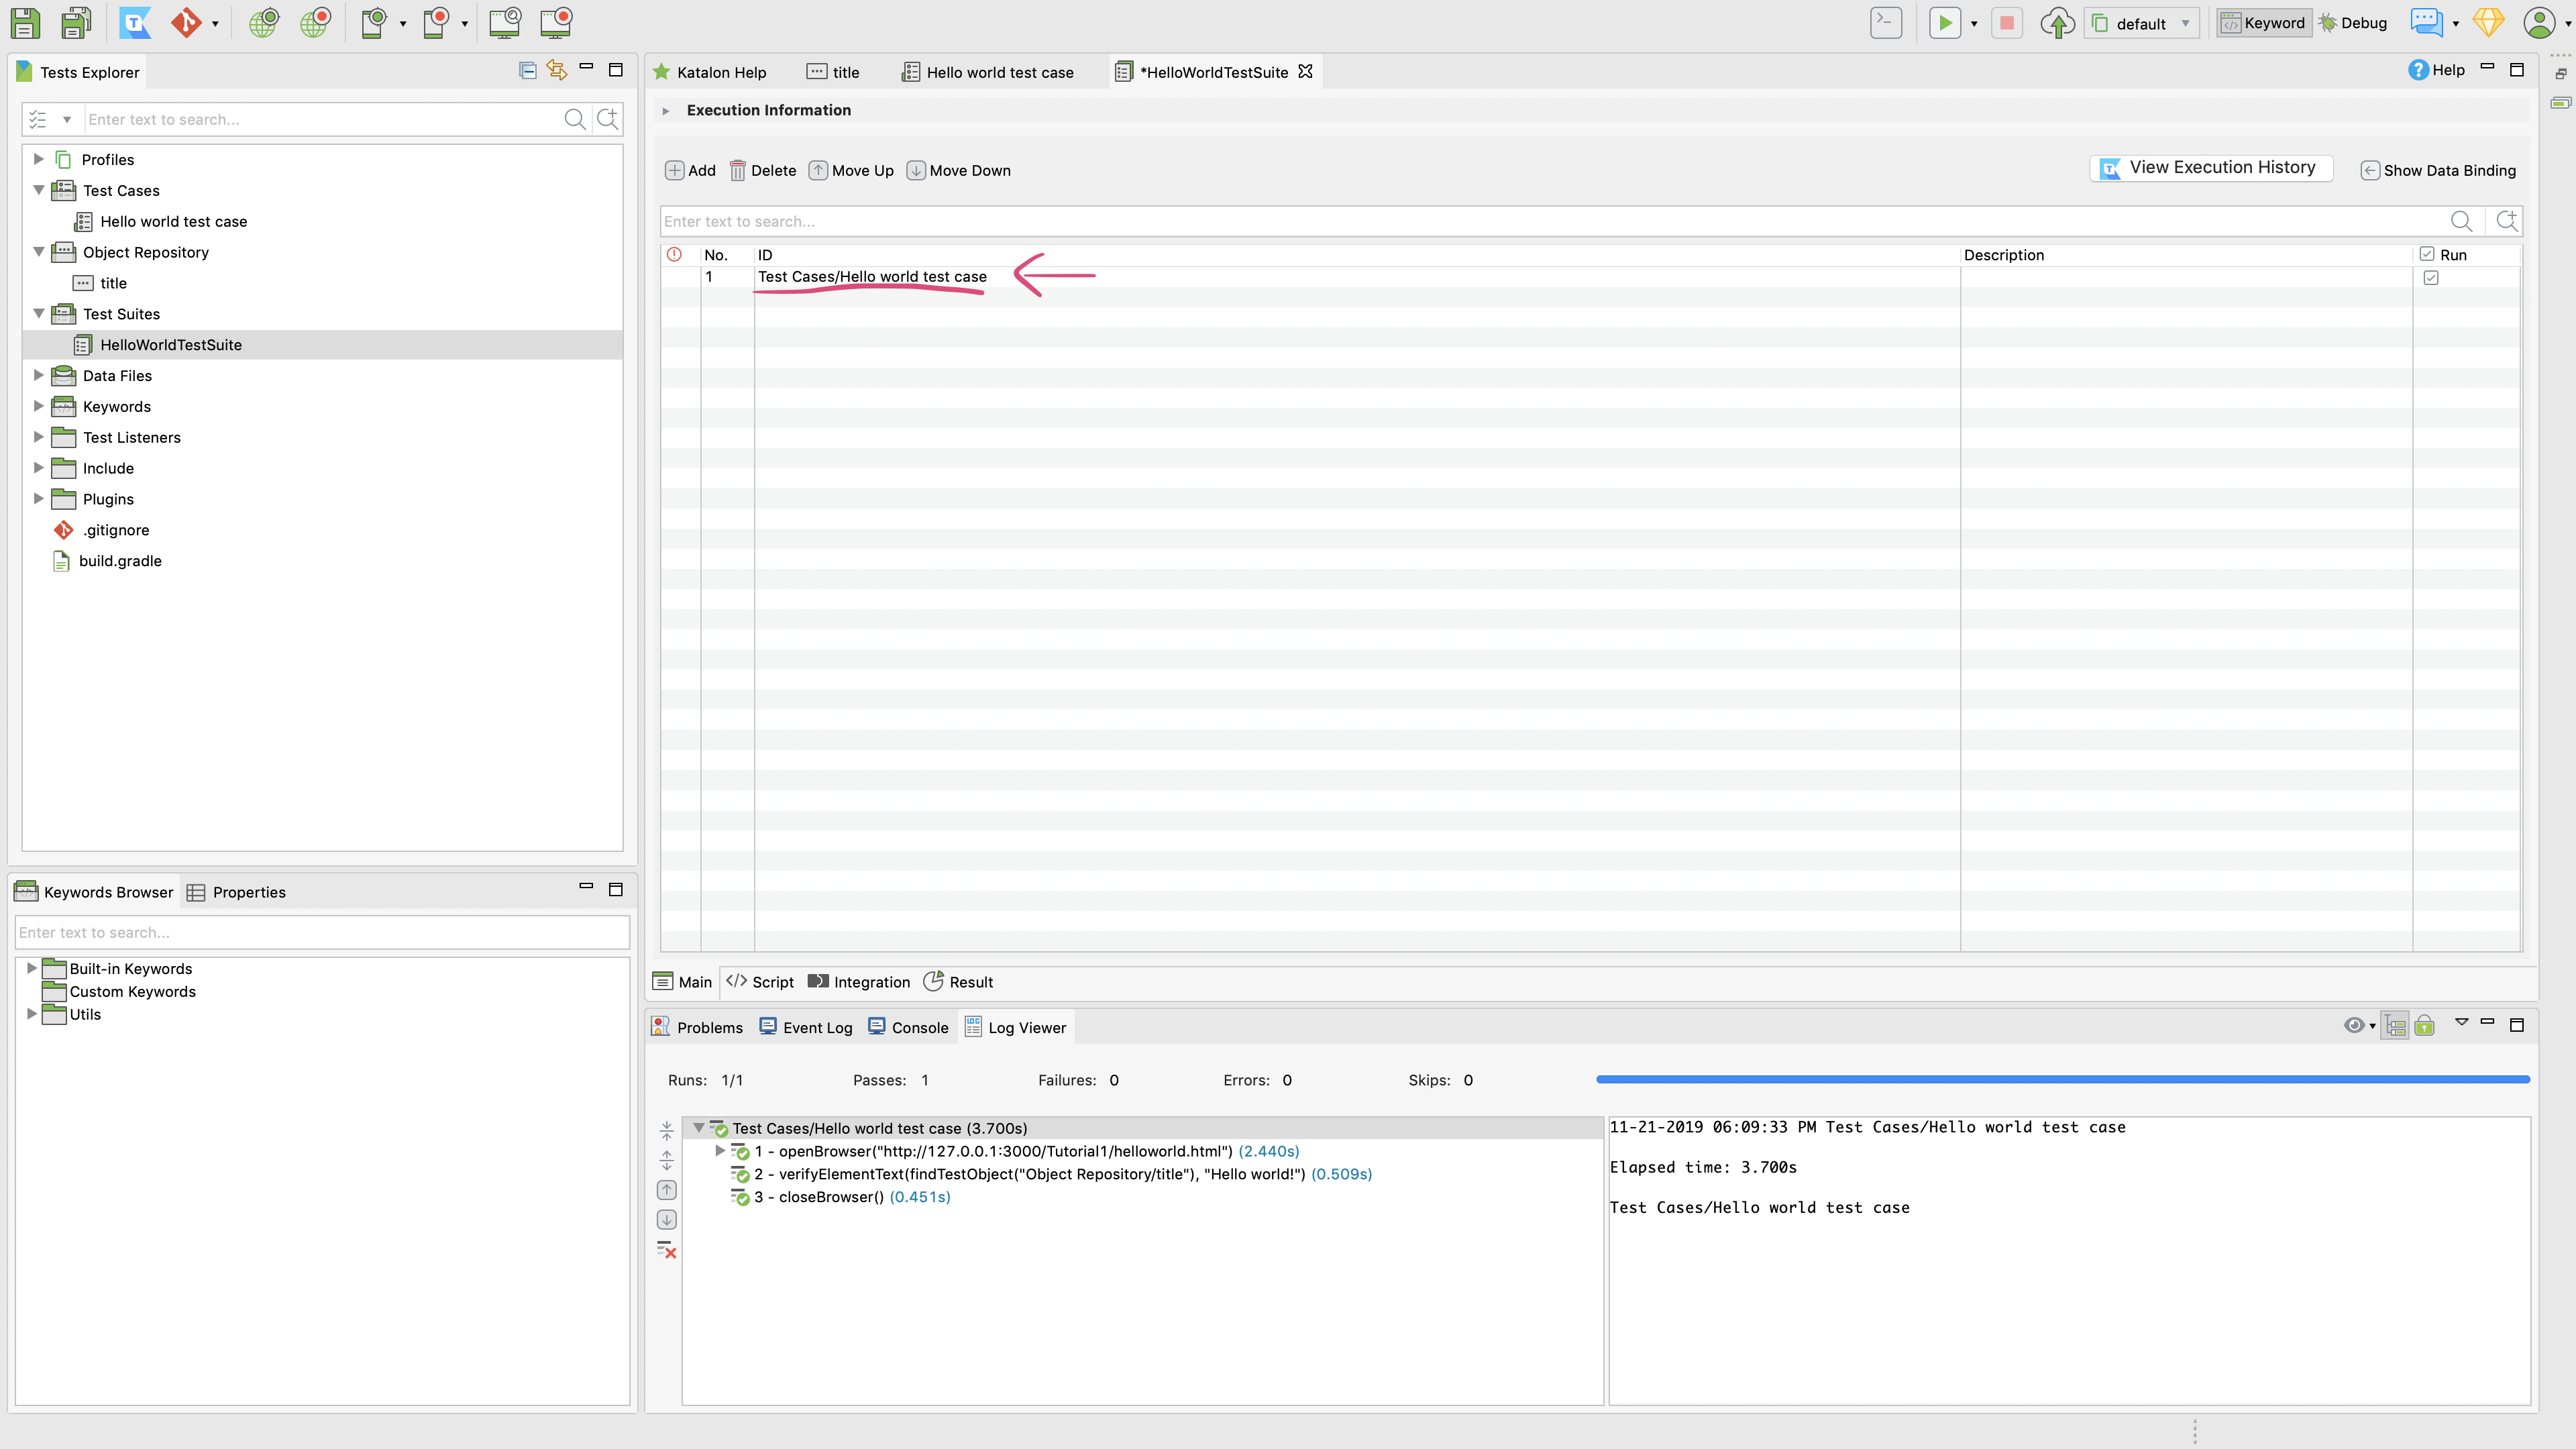 default
Keyword
Debug
Tests Explorer
Enter text to search...
Profiles
Test Cases
Hello world test case
Object Repository
title
Test Suites
HelloWorldTestSuite
Data Files
Keywords
Test Listeners
Include
Plugins
.gitignore
build.gradle
Keywords Browser
Properties
Enter text to search...
Built-in Keywords
Custom Keywords
Utils
Katalon Help
title
Hello world test case
*HelloWorldTestSuite
Help
Execution Information
Add
Delete
Move Up
Move Down
View Execution History
Show Data Binding
Enter text to search...
No.
ID
Description
Run
1
Test Cases/Hello world test case
Main
Script
Integration
Result
Problems
Event Log
Console
Log Viewer
Runs: 1/1
Passes: 1
Failures: 0
Errors: 0
Skips: 0
Test Cases/Hello world test case (3.700s)
1 - openBrowser("http://127.0.0.1:3000/Tutorial1/helloworld.html") (2.440s)
2 - verifyElementText(findTestObject("Object Repository/title"), "Hello world!") (0.509s)
3 - closeBrowser() (0.451s)
11-21-2019 06:09:33 PM Test Cases/Hello world test case
Elapsed time: 3.700s
Test Cases/Hello world test case